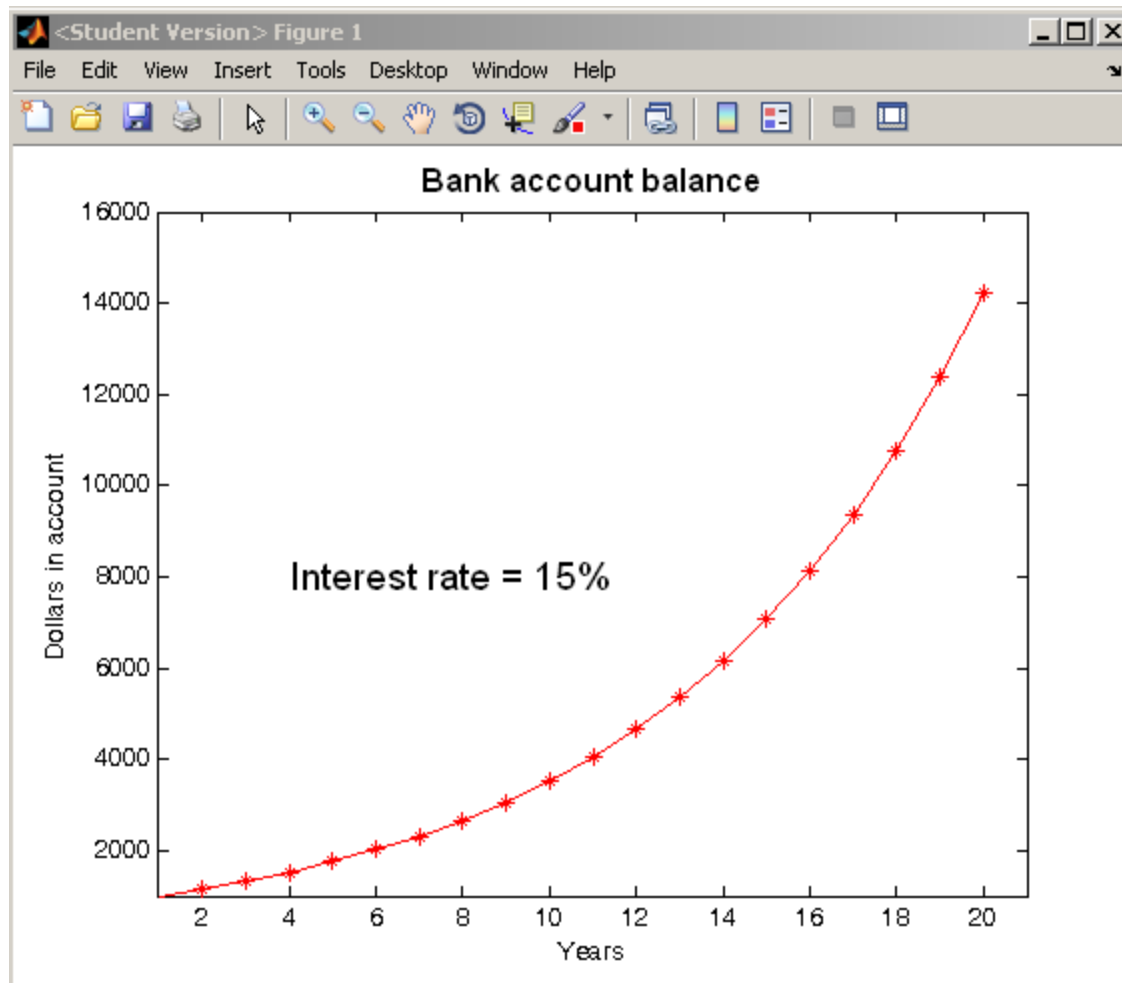 <Student Version> Figure 1
File Edit View Insert Tools Desktop Window Help
Bank account balance
16000
14000
12000
10000
8000
6000
4000
2000
Dollars in account
Interest rate = 15%
2 4 6 8 10 12 14 16 18 20
Years